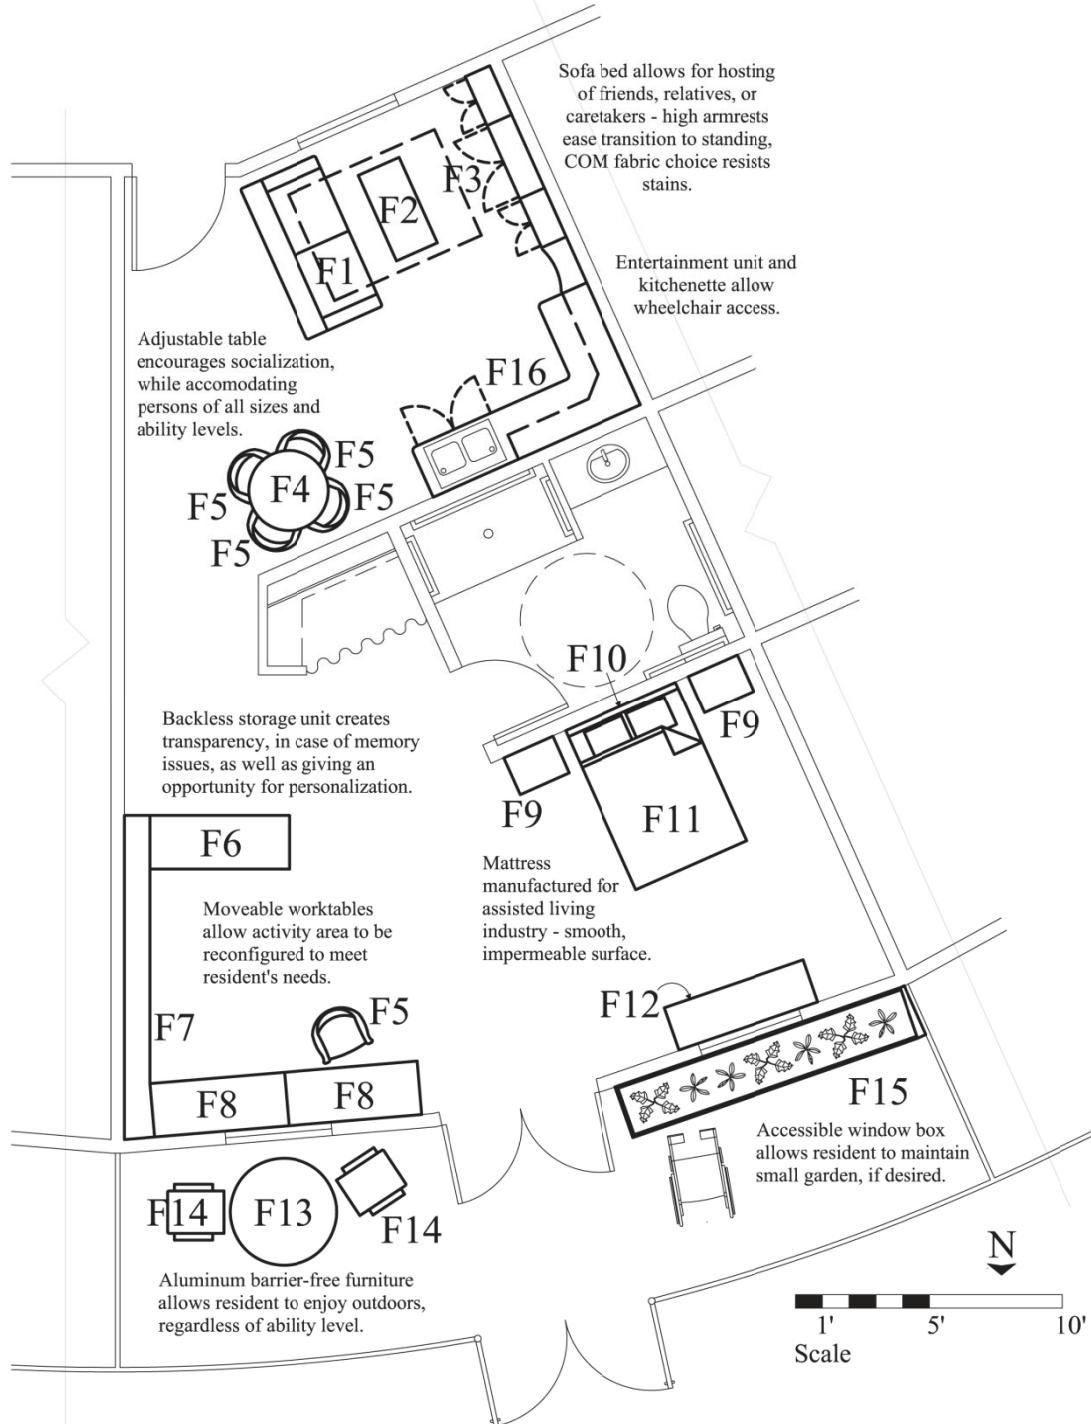 Sofa bed allows for hosting
of friends, relatives, or
caretakers - high armrests
ease transition to standing,
COM fabric choice resists
stains.
F3
F2
F1
Entertainment unit and
kitchenette allow
wheelchair access.
Adjustable table
encourages socialization,
while accomodating
persons of all sizes and
ability levels.
F16
F5
F4
F5
F5
F5
F10
Backless storage unit creates
transparency, in case of memory
issues, as well as giving an
opportunity for personalization.
F9
F9
F11
F6
Mattress
manufactured for
assisted living
industry - smooth,
impermeable surface.
Moveable worktables
allow activity area to be
reconfigured to meet
resident's needs.
F12
F5
F7
F8
F8
F15
Accessible window box
allows resident to maintain
small garden, if desired.
F14
F13
F14
Aluminum barrier-free furniture
allows resident to enjoy outdoors,
regardless of ability level.
N
1' 5' 10'
Scale